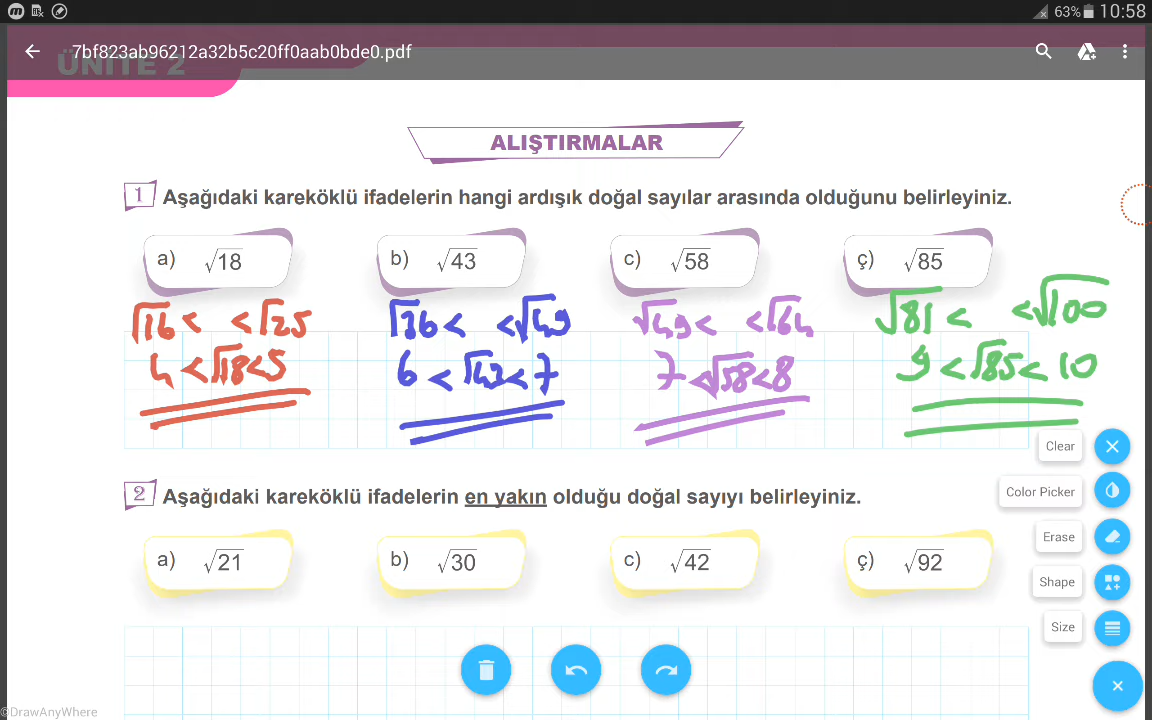 63% 10:58
7bf823ab96212a32b5c20ff0aab0bde0.pdf
ÜNİTE 2
ALIŞTIRMALAR
1 Aşağıdaki kareköklü ifadelerin hangi ardışık doğal sayılar arasında olduğunu belirleyiniz.
a) √18 b) √43 c) √58 ç) √85
√16 < < √25 √36 < < √49 √49 < < √64 √81 < < √100
4 < √18 < 5 6 < √43 < 7 7 < √58 < 8 9 < √85 < 10
Clear
2 Aşağıdaki kareköklü ifadelerin en yakın olduğu doğal sayıyı belirleyiniz.
Color Picker
Erase
a) √21 b) √30 c) √42 ç) √92
Shape
Size
©DrawAnyWhere